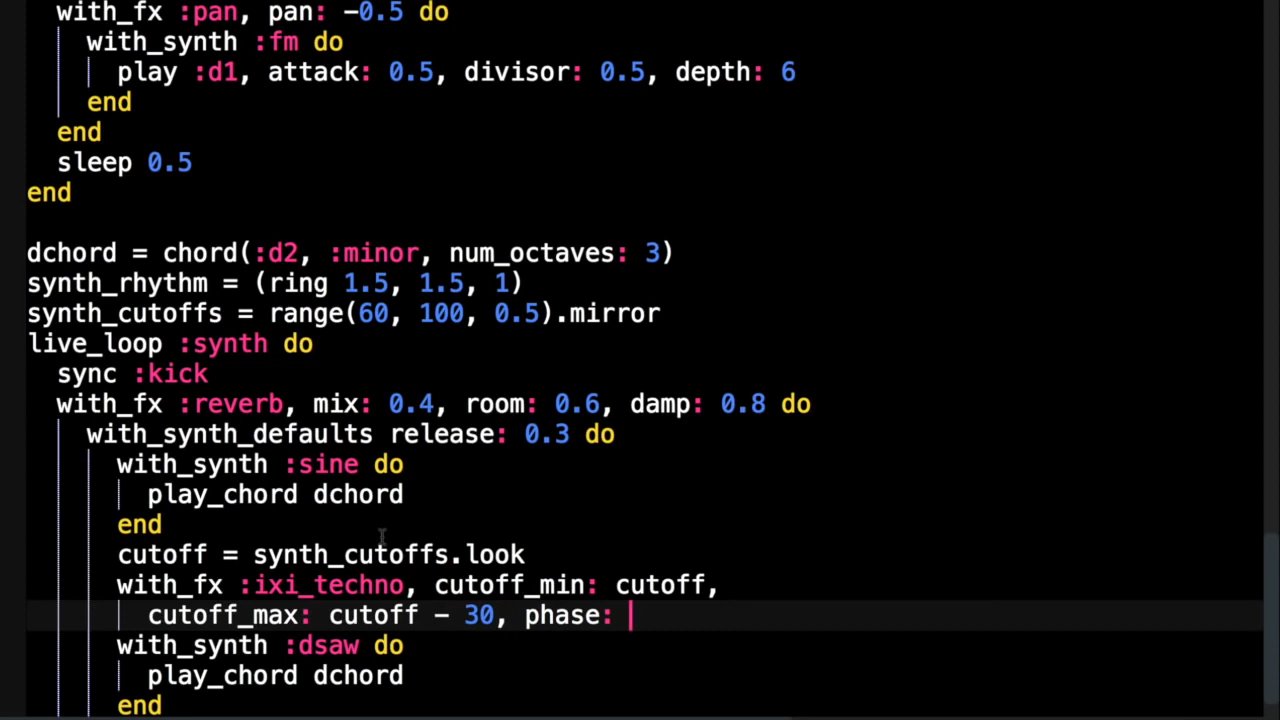 with_fx :pan, pan: -0.5 do
with_synth :fm do
play :d1, attack: 0.5, divisor: 0.5, depth: 6
end
end
sleep 0.5
end
dchord = chord(:d2, :minor, num_octaves: 3)
synth_rhythm = (ring 1.5, 1.5, 1)
synth_cutoffs = range(60, 100, 0.5).mirror
live_loop :synth do
sync :kick
with_fx :reverb, mix: 0.4, room: 0.6, damp: 0.8 do
with_synth_defaults release: 0.3 do
with_synth :sine do
play_chord dchord
end
cutoff = synth_cutoffs.look
with_fx :ixi_techno, cutoff_min: cutoff,
cutoff_max: cutoff - 30, phase:
with_synth :dsaw do
play_chord dchord
end